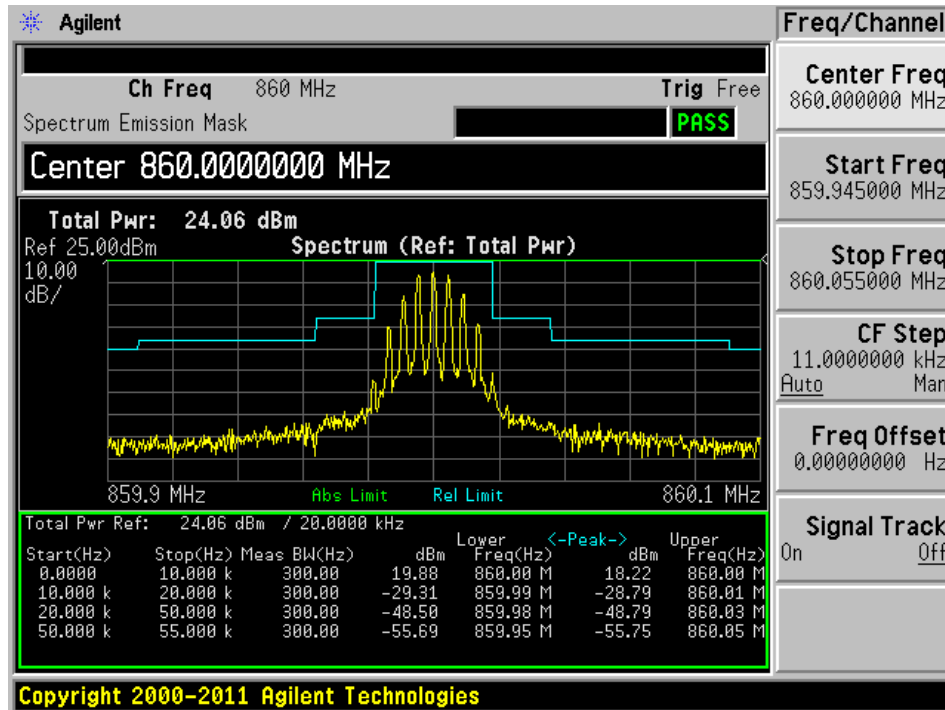 Agilent
Freq/Channel
Ch Freq 860 MHz Trig Free
Spectrum Emission Mask PASS
Center 860.0000000 MHz
Total Pwr: 24.06 dBm
Ref 25.00dBm Spectrum (Ref: Total Pwr)
10.00
dB/
859.9 MHz Abs Limit Rel Limit 860.1 MHz
Total Pwr Ref: 24.06 dBm / 20.0000 kHz
Lower <-Peak-> Upper
Start(Hz) Stop(Hz) Meas BW(Hz) dBm Freq(Hz) dBm Freq(Hz)
0.0000 10.000 k 300.00 19.88 860.00 M 18.22 860.00 M
10.000 k 20.000 k 300.00 -29.31 859.99 M -28.79 860.01 M
20.000 k 50.000 k 300.00 -48.50 859.98 M -48.79 860.03 M
50.000 k 55.000 k 300.00 -55.69 859.95 M -55.75 860.05 M
Center Freq
860.000000 MHz
Start Freq
859.945000 MHz
Stop Freq
860.055000 MHz
CF Step
11.0000000 kHz
Auto Man
Freq Offset
0.00000000 Hz
Signal Track
On Off
Copyright 2000-2011 Agilent Technologies